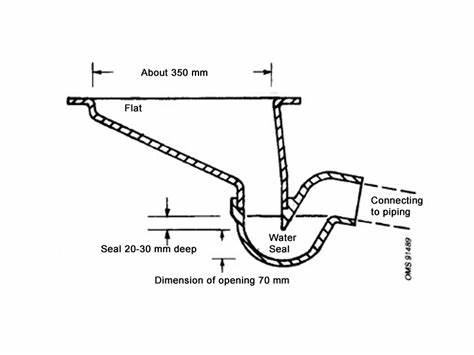 About 350 mm
Flat
Connecting
to piping
Water
Seal
Seal 20-30 mm deep
Dimension of opening 70 mm
OMS 91489